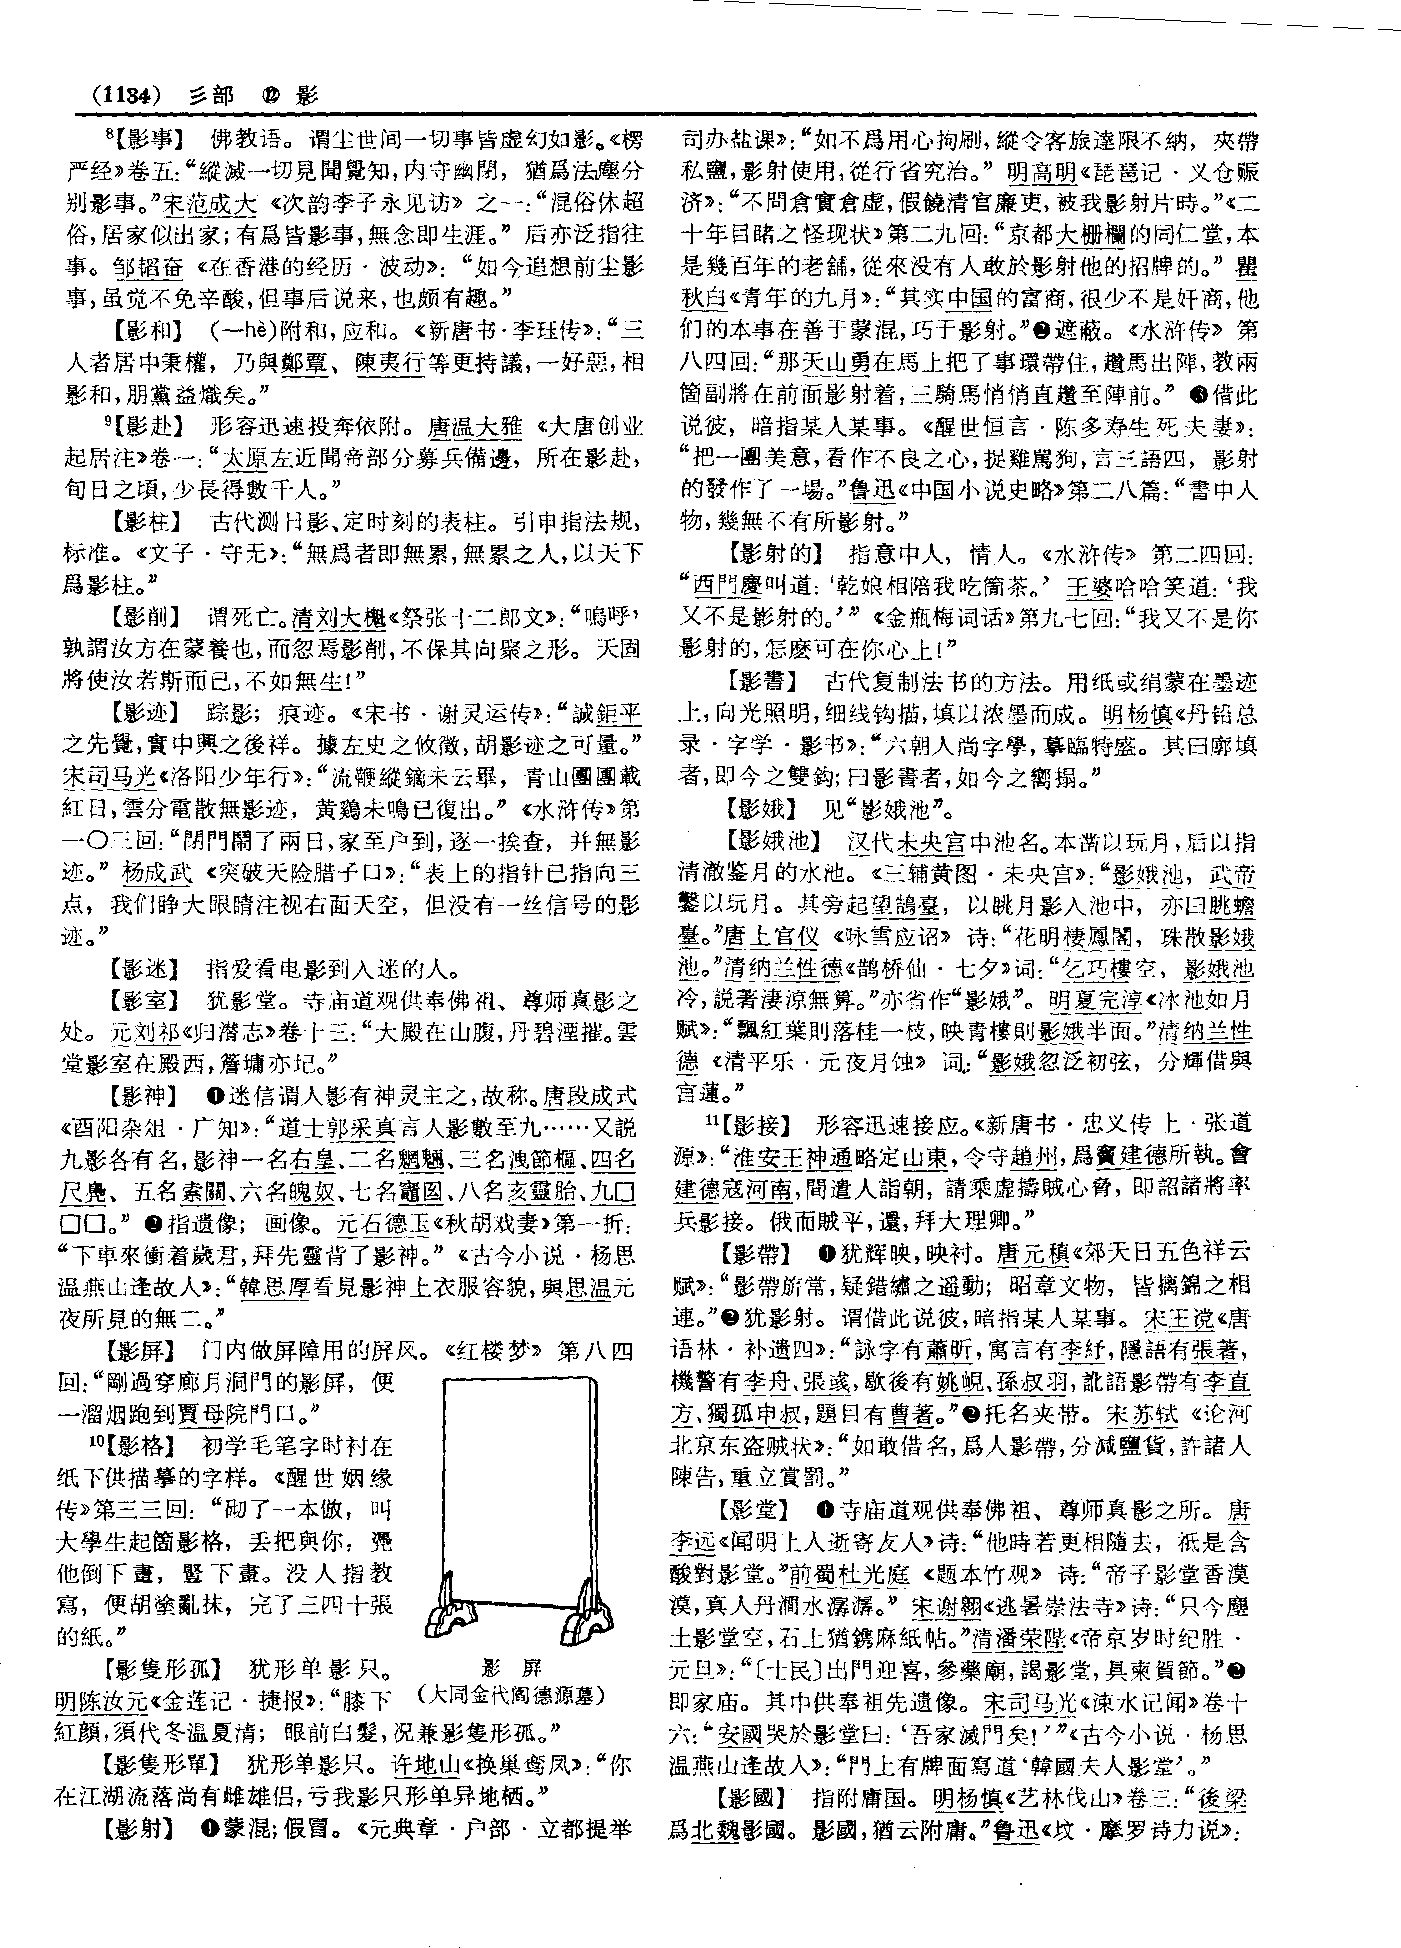 (1134) 彡部 ⑫ 影
⁸【影事】 佛教语。谓尘世间一切事皆虚幻如影。《楞
严经》卷五:“縱滅一切見聞覺知,内守幽閉, 猶爲法塵分
别影事。”宋范成大《次韵李子永见访》之一:“混俗休超
俗,居家似出家;有爲皆影事,無念即生涯。” 后亦泛指往
事。邹韬奋《在香港的经历·波动》: “如今追想前尘影
事,虽觉不免辛酸,但事后说来,也颇有趣。”
【影和】 (—hè)附和,应和。《新唐书·李珏传》:“三
人者居中秉權, 乃與鄭覃、陳夷行等更持議,一好惡,相
影和,朋黨益熾矣。”
⁹【影赴】 形容迅速投奔依附。唐温大雅《大唐创业
起居注》卷一:“太原左近聞帝部分募兵備邊, 所在影赴,
旬日之頃,少長得數千人。”
【影柱】 古代测日影、定时刻的表柱。引申指法规,
标准。《文子·守无》:“無爲者即無累,無累之人,以天下
爲影柱。”
【影削】 谓死亡。清刘大櫆《祭张十二郎文》:“嗚呼,
孰謂汝方在蒙養也,而忽焉影削,不保其向聚之形。天固
將使汝若斯而已,不如無生!”
【影迹】 踪影; 痕迹。《宋书·谢灵运传》:“誠鉅平
之先覺,實中興之後祥。據左史之攸徵,胡影迹之可量。”
宋司马光《洛阳少年行》:“流鞭縱鏑未云畢, 青山團團載
紅日,雲分電散無影迹, 黄鷄未鳴已復出。”《水浒传》第
一〇三回:“閉門鬧了兩日,家至户到,逐一挨查, 并無影
迹。” 杨成武《突破天险腊子口》:“表上的指针已指向三
点, 我们睁大眼睛注视右面天空, 但没有一丝信号的影
迹。”
【影迷】 指爱看电影到入迷的人。
【影室】 犹影堂。寺庙道观供奉佛祖、尊师真影之
处。元刘祁《归潜志》卷十三:“大殿在山腹,丹碧湮摧。雲
堂影室在殿西,簷墉亦圮。”
【影神】 ❶迷信谓人影有神灵主之,故称。唐段成式
《酉阳杂俎·广知》:“道士郭采真言人影數至九……又説
九影各有名,影神一名右皇、二名魍魎、三名洩節樞、四名
尺鳧、五名索關、六名魄奴、七名竈囦、八名亥靈胎、九□
□□。” ❷指遗像; 画像。元石德玉《秋胡戏妻》第一折:
“下車來衝着歲君,拜先靈背了影神。”《古今小说·杨思
温燕山逢故人》:“韓思厚看見影神上衣服容貌,與思温元
夜所見的無二。”
【影屏】 门内做屏障用的屏风。《红楼梦》第八四
回:“剛過穿廊月洞門的影屏, 便
一溜烟跑到賈母院門口。”
¹⁰【影格】 初学毛笔字时衬在
纸下供描摹的字样。《醒世姻缘
传》第三三回: “砌了一本倣, 叫
大學生起箇影格, 丢把與你; 凴
他倒下畫, 豎下畫。没人指教
寫, 便胡塗亂抹, 完了三四十張
的紙。”
【影隻形孤】 犹形单影只。
明陈汝元《金莲记·捷报》:“膝下
紅顔,須代冬温夏凊; 眼前白髮,况兼影隻形孤。”
影 屏
(大同金代阎德源墓)
【影隻形單】 犹形单影只。许地山《换巢鸾凤》:“你
在江湖流落尚有雌雄侣,亏我影只形单异地栖。”
【影射】 ❶蒙混;假冒。《元典章·户部·立都提举
司办盐课》:“如不爲用心拘刷,縱令客旅違限不納, 夾帶
私鹽,影射使用,從行省究治。” 明高明《琵琶记·义仓赈
济》:“不問倉實倉虚,假饒清官廉吏,被我影射片時。”《二
十年目睹之怪现状》第二九回:“京都大栅欄的同仁堂,本
是幾百年的老舖,從來没有人敢於影射他的招牌的。” 瞿
秋白《青年的九月》:“其实中国的富商,很少不是奸商,他
们的本事在善于蒙混,巧于影射。”❷遮蔽。《水浒传》第
八四回:“那天山勇在馬上把了事環帶住,趲馬出陣,教兩
箇副將在前面影射着,三騎馬悄悄直趲至陣前。” ❸借此
说彼, 暗指某人某事。《醒世恒言·陈多寿生死夫妻》:
“把一團美意,看作不良之心,捉雞罵狗,言三語四, 影射
的發作了一場。”鲁迅《中国小说史略》第二八篇:“書中人
物,幾無不有所影射。”
【影射的】 指意中人, 情人。《水浒传》第二四回:
“西門慶叫道:‘乾娘相陪我吃箇茶。’ 王婆哈哈笑道:‘我
又不是影射的。’”《金瓶梅词话》第九七回:“我又不是你
影射的,怎麽可在你心上!”
【影書】 古代复制法书的方法。用纸或绢蒙在墨迹
上,向光照明,细线钩描,填以浓墨而成。明杨慎《丹铅总
录·字学·影书》:“六朝人尚字學,摹臨特盛。其曰廓填
者,即今之雙鈎;曰影書者,如今之嚮搨。”
【影娥】 见“影娥池”。
【影娥池】 汉代未央宫中池名。本凿以玩月,后以指
清澈鉴月的水池。《三辅黄图·未央宫》:“影娥池, 武帝
鑿以玩月。其旁起望鵠臺, 以眺月影入池中, 亦曰眺蟾
臺。”唐上官仪《咏雪应诏》诗:“花明棲鳳閣, 珠散影娥
池。”清纳兰性德《鹊桥仙·七夕》词:“乞巧樓空, 影娥池
冷,説著凄凉無算。”亦省作“影娥”。明夏完淳《冰池如月
赋》:“飄紅葉則落桂一枝,映青樓則影娥半面。”清纳兰性
德《清平乐·元夜月蚀》词:“影娥忽泛初弦, 分輝借與
宫蓮。”
¹¹【影接】 形容迅速接应。《新唐书·忠义传上·张道
源》:“淮安王神通略定山東,令守趙州,爲竇建德所執。會
建德寇河南,間遣人詣朝, 請乘虚擣賊心脅, 即詔諸將率
兵影接。俄而賊平,還,拜大理卿。”
【影帶】 ❶犹辉映,映衬。唐元稹《郊天日五色祥云
赋》:“影帶旂常,疑錯繡之遥動; 昭章文物, 皆摛錦之相
連。”❷犹影射。谓借此说彼,暗指某人某事。宋王谠《唐
语林·补遗四》:“詠字有蕭昕,寓言有李紓,隱語有張著,
機警有李舟、張彧,歇後有姚峴、孫叔羽,訛語影帶有李直
方、獨孤申叔,題目有曹著。”❸托名夹带。宋苏轼《论河
北京东盗贼状》:“如敢借名,爲人影帶,分減鹽貨,許諸人
陳告,重立賞罰。”
【影堂】 ❶寺庙道观供奉佛祖、尊师真影之所。唐
李远《闻明上人逝寄友人》诗:“他時若更相隨去, 祇是含
酸對影堂。”前蜀杜光庭《题本竹观》诗:“帝子影堂香漠
漠,真人丹澗水潺潺。” 宋谢翱《逃暑崇法寺》诗:“只今塵
土影堂空,石上猶鐫麻紙帖。”清潘荣陛《帝京岁时纪胜·
元旦》:“〔士民〕出門迎喜,參藥廟,謁影堂,具柬賀節。”❷
即家庙。其中供奉祖先遗像。宋司马光《涑水记闻》卷十
六:“安國哭於影堂曰:‘吾家滅門矣!’”《古今小说·杨思
温燕山逢故人》:“門上有牌面寫道‘韓國夫人影堂’。”
【影國】 指附庸国。明杨慎《艺林伐山》卷三:“後梁
爲北魏影國。影國,猶云附庸。”鲁迅《坟·摩罗诗力说》: